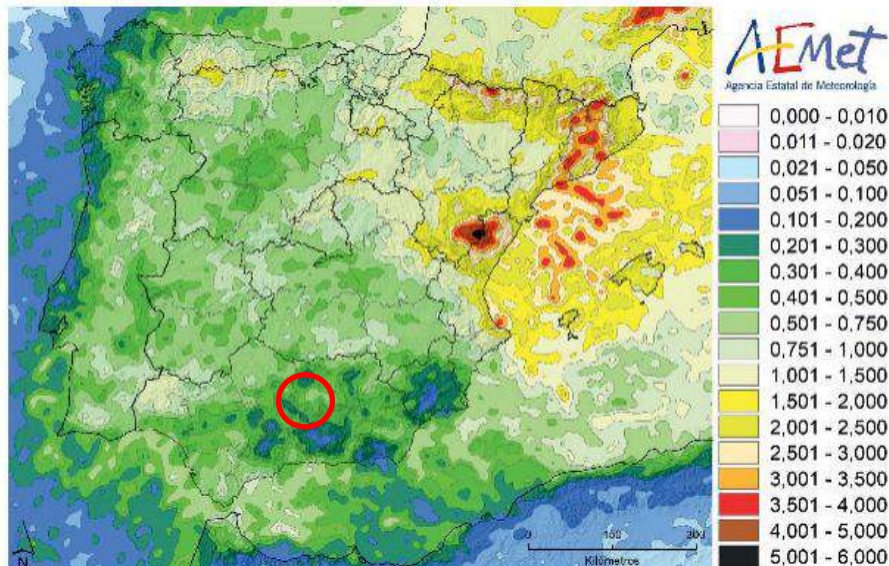 AEMet
Agencia Estatal de Meteorología
0,000 - 0,010
0,011 - 0,020
0,021 - 0,050
0,051 - 0,100
0,101 - 0,200
0,201 - 0,300
0,301 - 0,400
0,401 - 0,500
0,501 - 0,750
0,751 - 1,000
1,001 - 1,500
1,501 - 2,000
2,001 - 2,500
2,501 - 3,000
3,001 - 3,500
3,501 - 4,000
4,001 - 5,000
5,001 - 6,000
0 100 200
Kilómetros
N